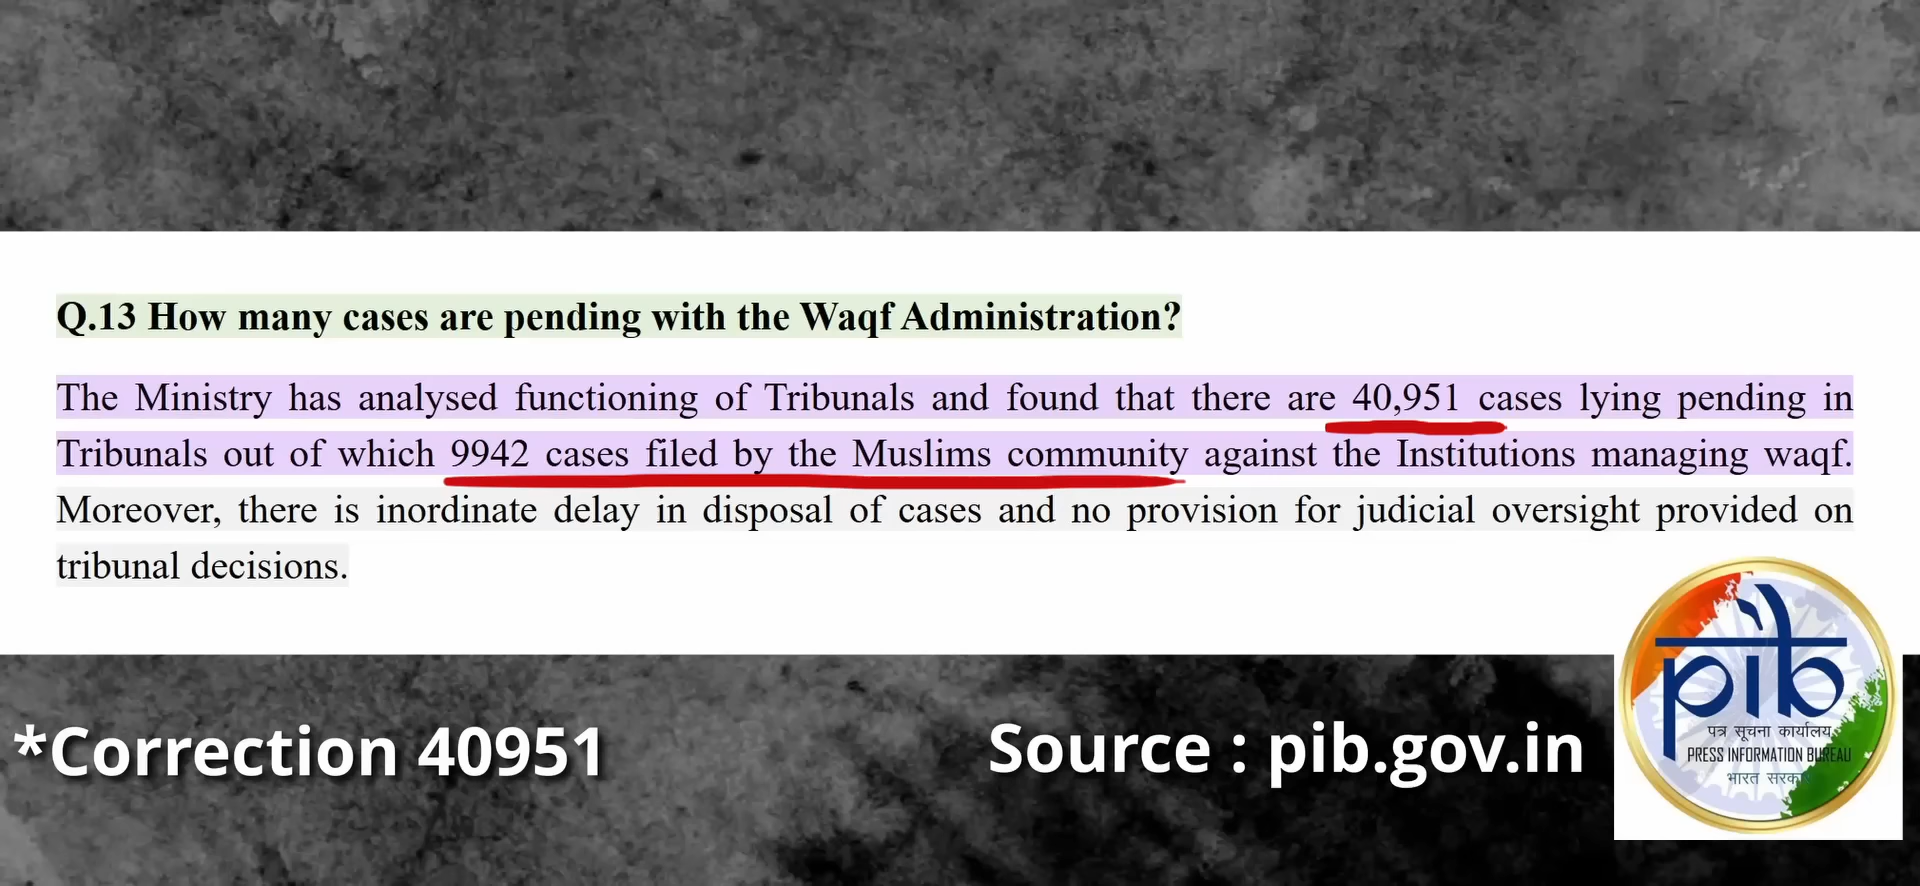 Q.13 How many cases are pending with the Waqf Administration?
The Ministry has analysed functioning of Tribunals and found that there are 40,951 cases lying pending in
Tribunals out of which 9942 cases filed by the Muslims community against the Institutions managing waqf.
Moreover, there is inordinate delay in disposal of cases and no provision for judicial oversight provided on
tribunal decisions.
*Correction 40951
Source : pib.gov.in
pib
पत्र सूचना कार्यालय
PRESS INFORMATION BUREAU
भारत सरकार